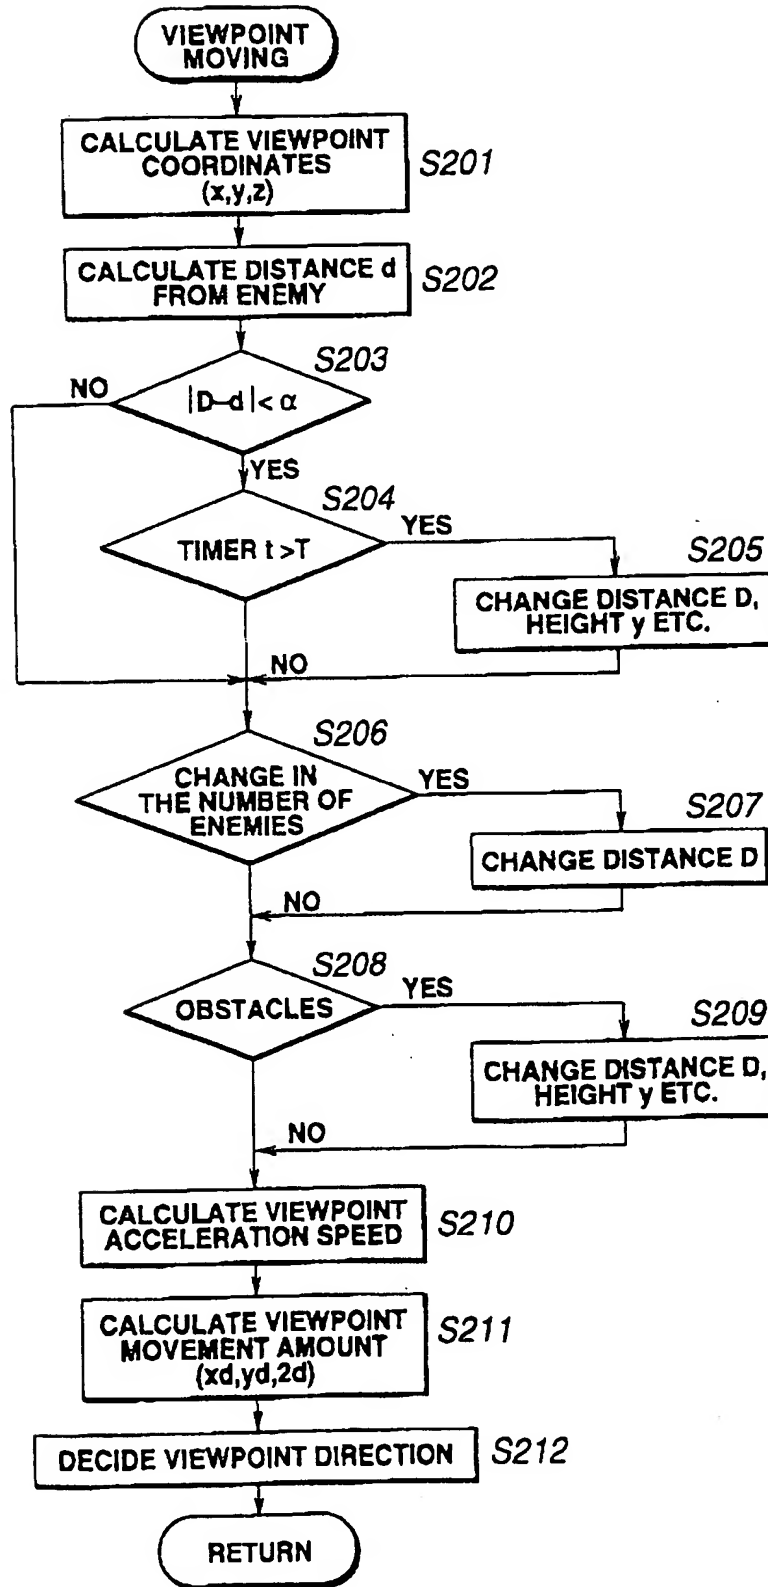 VIEWPOINT
MOVING
CALCULATE VIEWPOINT
COORDINATES
(x,y,z)
S201
CALCULATE DISTANCE d
FROM ENEMY
S202
S203
NO
|D-d|< α
YES
S204
TIMER t >T
YES
S205
CHANGE DISTANCE D,
HEIGHT y ETC.
NO
S206
CHANGE IN
THE NUMBER OF
ENEMIES
YES
S207
CHANGE DISTANCE D
NO
S208
OBSTACLES
YES
S209
CHANGE DISTANCE D,
HEIGHT y ETC.
NO
CALCULATE VIEWPOINT
ACCELERATION SPEED
S210
CALCULATE VIEWPOINT
MOVEMENT AMOUNT
(xd,yd,2d)
S211
DECIDE VIEWPOINT DIRECTION
S212
RETURN